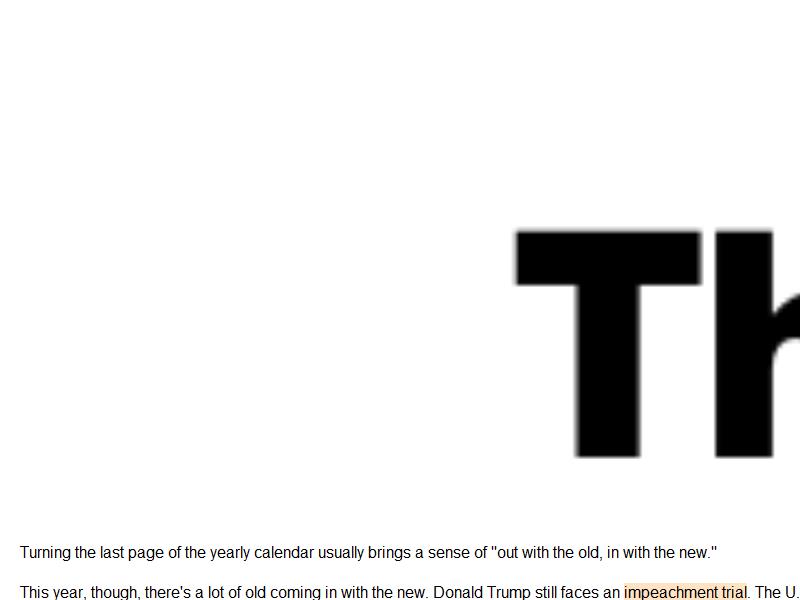 Th
Turning the last page of the yearly calendar usually brings a sense of "out with the old, in with the new."
This year, though, there's a lot of old coming in with the new. Donald Trump still faces an impeachment trial. The U.